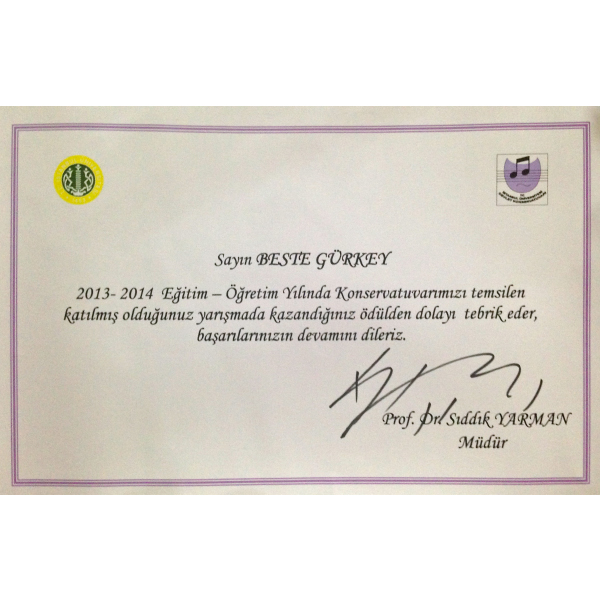 Sayın BESTE GÜRKEY
2013- 2014 Eğitim – Öğretim Yılında Konservatuvarımızı temsilen
katılmış olduğunuz yarışmada kazandığınız ödülden dolayı tebrik eder,
başarılarınızın devamını dileriz.
Prof. Dr. Sıddık YARMAN
Müdür